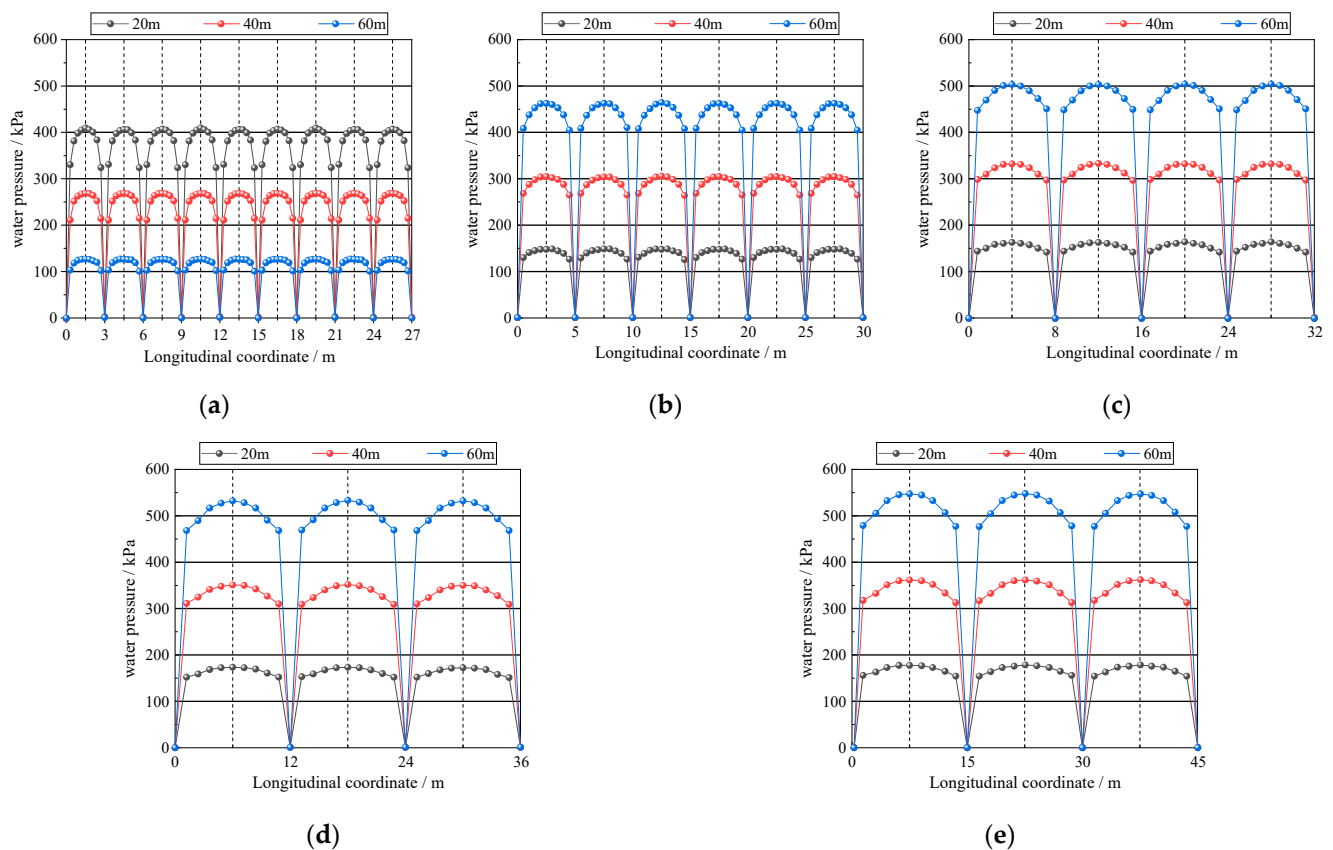 20m 40m 60m
600
500
400
300
200
100
0
water pressure / kPa
0 3 6 9 12 15 18 21 24 27
Longitudinal coordinate / m
(a)
20m 40m 60m
600
500
400
300
200
100
0
water pressure / kPa
0 5 10 15 20 25 30
Longitudinal coordinate / m
(b)
20m 40m 60m
600
500
400
300
200
100
0
water pressure / kPa
0 8 16 24 32
Longitudinal coordinate / m
(c)
20m 40m 60m
600
500
400
300
200
100
0
water pressure / kPa
0 12 24 36
Longitudinal coordinate / m
(d)
20m 40m 60m
600
500
400
300
200
100
0
water pressure / kPa
0 15 30 45
Longitudinal coordinate / m
(e)